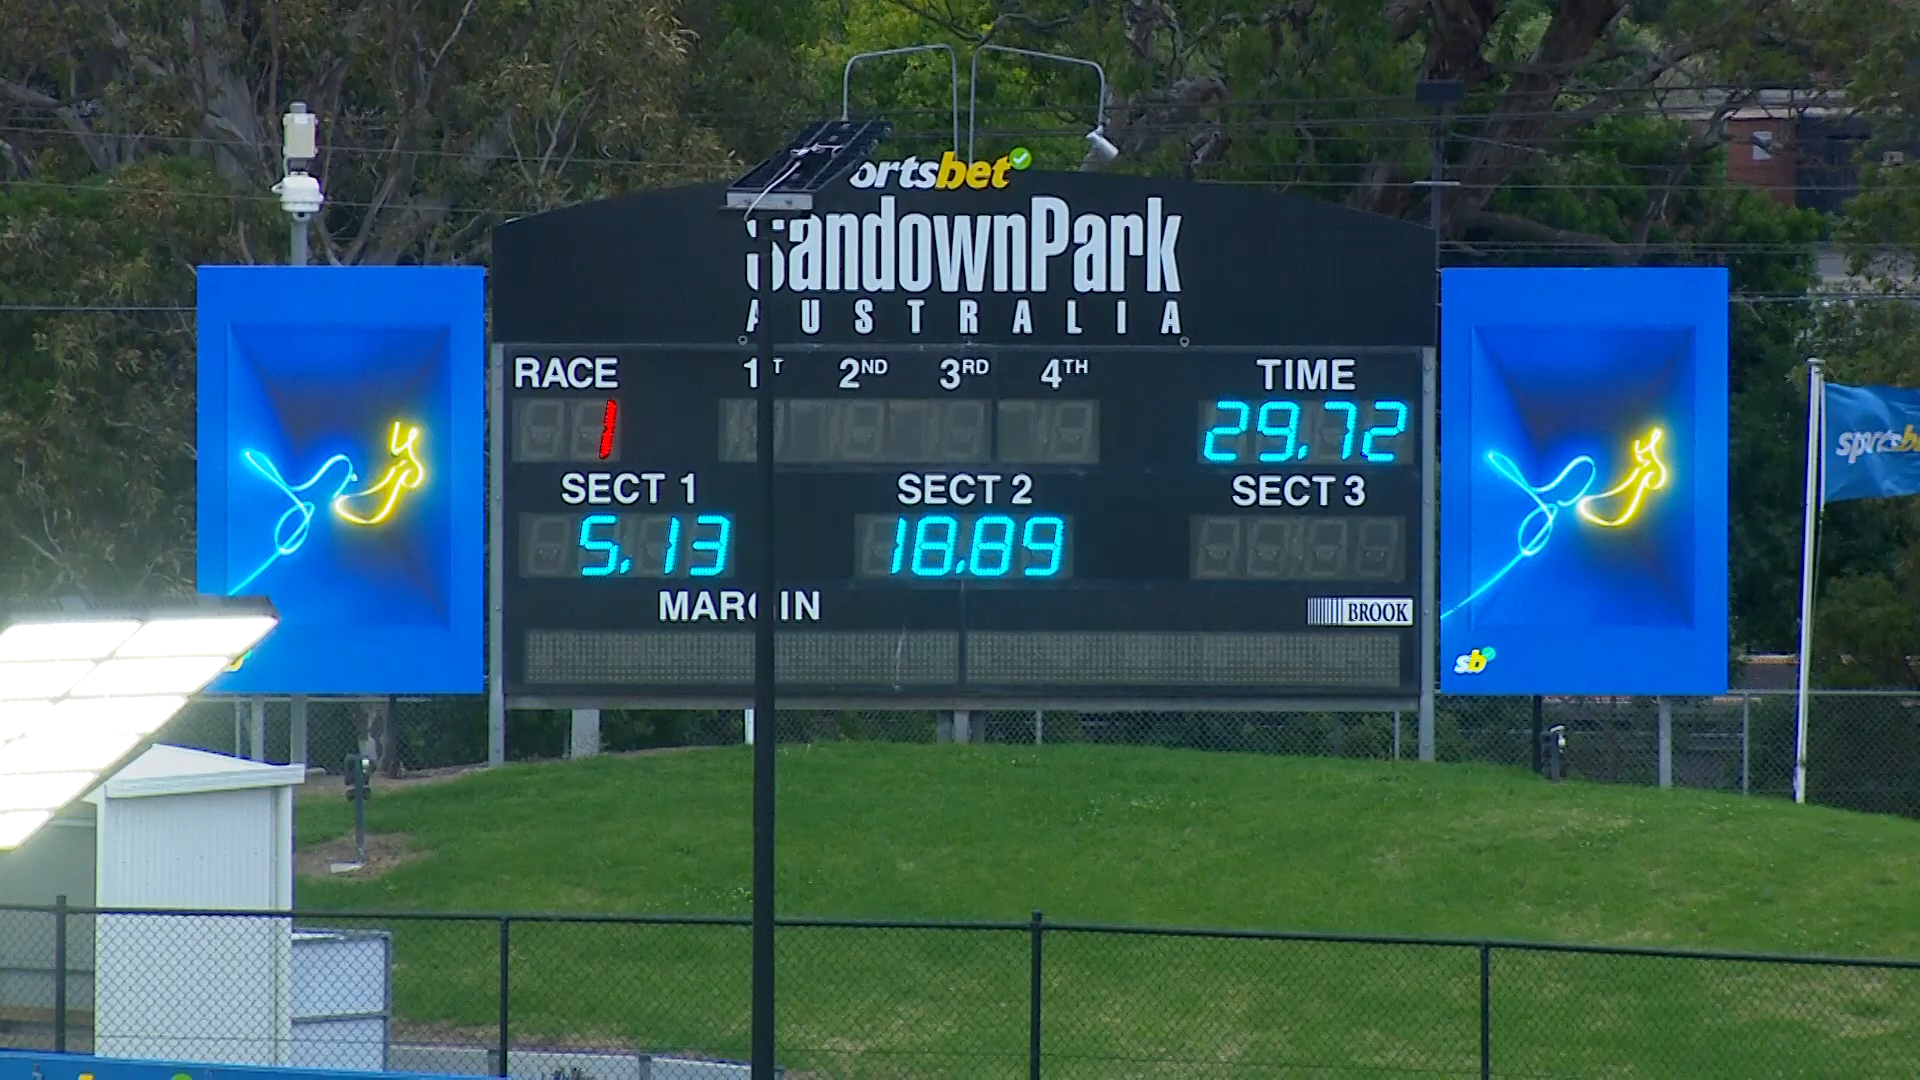 ortsbet
SandownPark
AUSTRALIA
RACE 1ST 2ND 3RD 4TH TIME
1 29.72
SECT 1 SECT 2 SECT 3
5.13 18.89
MARGIN BROOK
sportsbe
sb